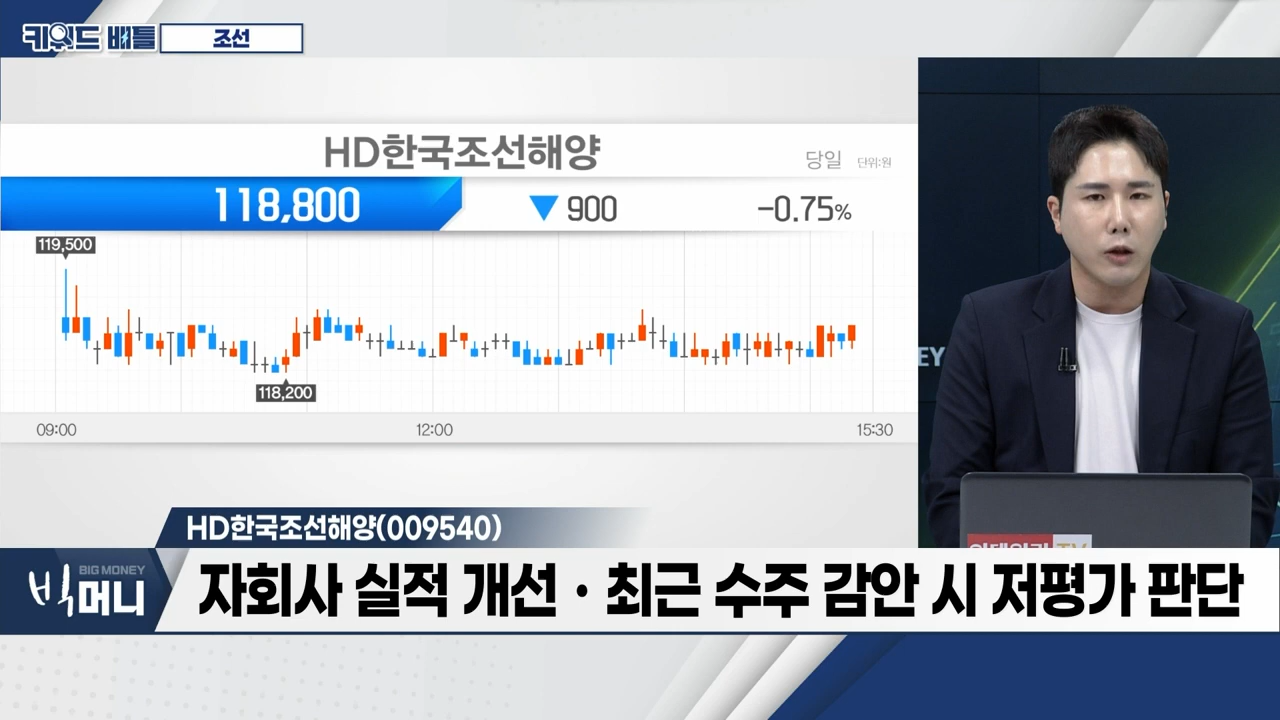 키워드 배틀
조선
HD한국조선해양
당일 단위:원
118,800 ▼ 900 -0.75%
119,500
118,200
09:00 12:00 15:30
EY
HD한국조선해양(009540)
BIG MONEY
빅머니
자회사 실적 개선 · 최근 수주 감안 시 저평가 판단